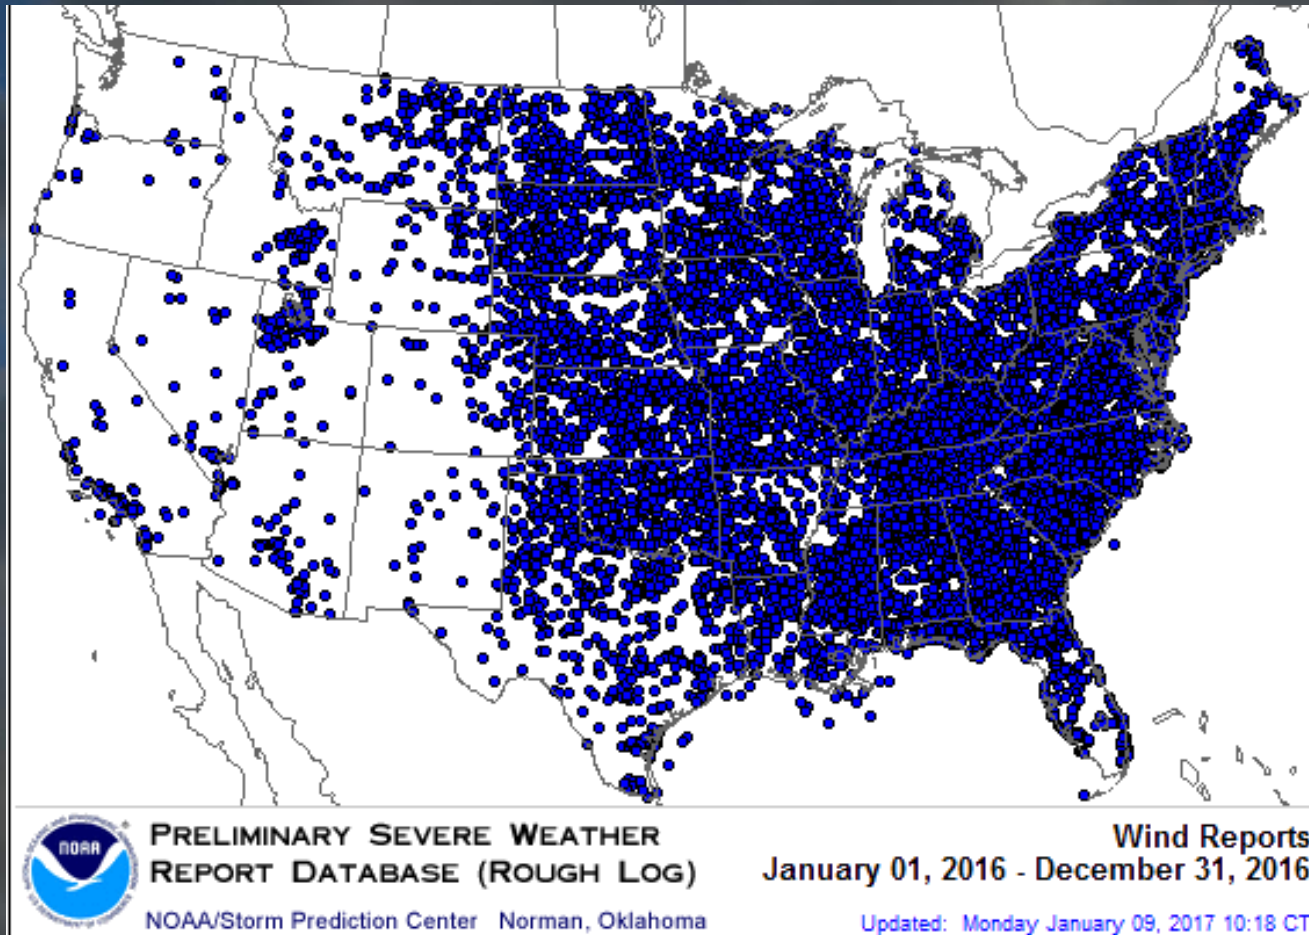 NOAA
PRELIMINARY SEVERE WEATHER
REPORT DATABASE (ROUGH LOG)
NOAA/Storm Prediction Center Norman, Oklahoma
Wind Reports
January 01, 2016 - December 31, 2016
Updated: Monday January 09, 2017 10:18 CT